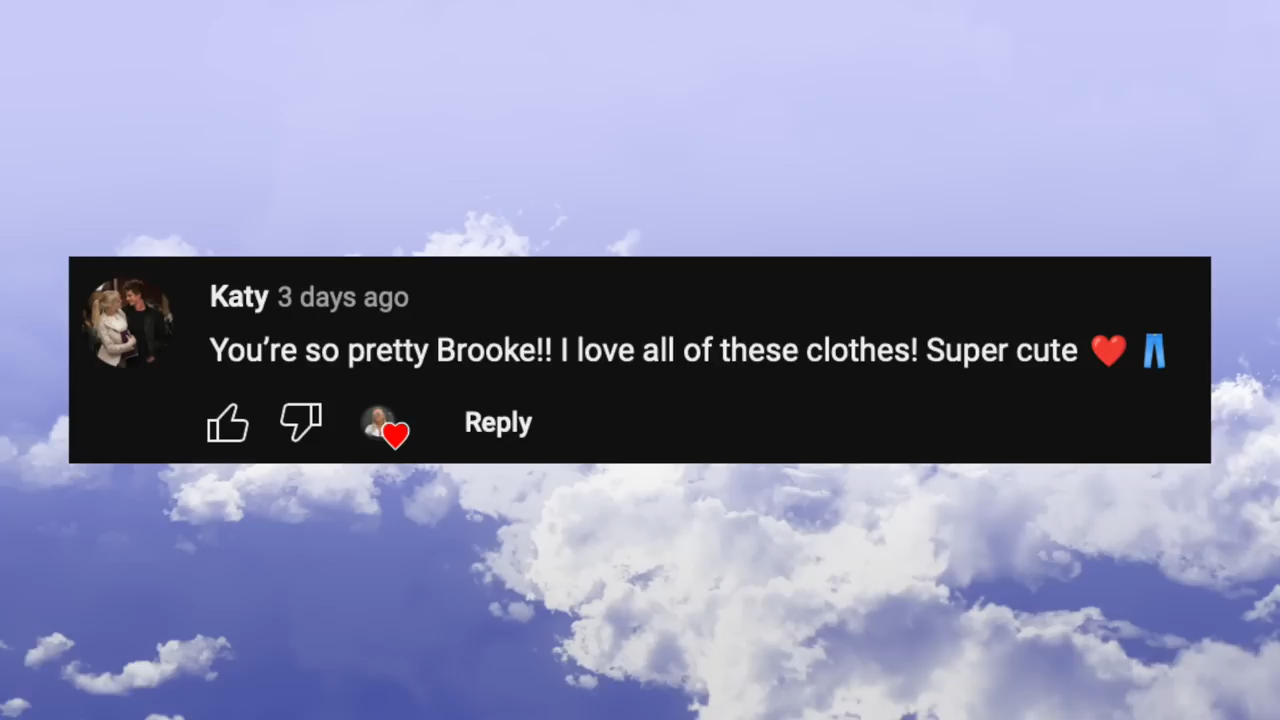 Katy 3 days ago
You’re so pretty Brooke!! I love all of these clothes! Super cute ❤️ 👖
Reply